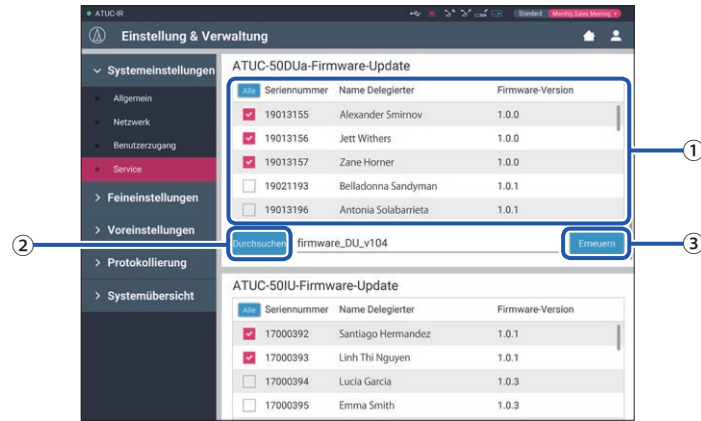 ATUC-IR Standard Monthly Sales Meeting
Einstellung & Verwaltung
Systemeinstellungen
Allgemein
Netzwerk
Benutzerzugang
Service
Feineinstellungen
Voreinstellungen
Protokollierung
Systemübersicht
ATUC-50DUa-Firmware-Update
Alle Seriennummer Name Delegierter Firmware-Version
19013155 Alexander Smirnov 1.0.0
19013156 Jett Withers 1.0.0
19013157 Zane Horner 1.0.0
19021193 Belladonna Sandyman 1.0.1
19013196 Antonia Solabarrieta 1.0.1
①
② Durchsuchen firmware_DU_v104 Erneuern ③
ATUC-50IU-Firmware-Update
Alle Seriennummer Name Delegierter Firmware-Version
17000392 Santiago Hermandez 1.0.1
17000393 Linh Thi Nguyen 1.0.1
17000394 Lucia Garcia 1.0.3
17000395 Emma Smith 1.0.3